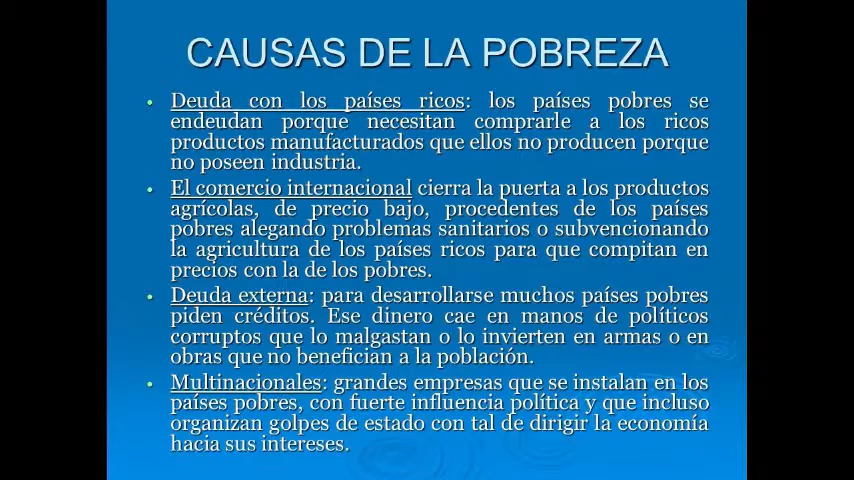 CAUSAS DE LA POBREZA
• Deuda con los países ricos: los países pobres se
endeudan porque necesitan comprarle a los ricos
productos manufacturados que ellos no producen porque
no poseen industria.
• El comercio internacional cierra la puerta a los productos
agrícolas, de precio bajo, procedentes de los países
pobres alegando problemas sanitarios o subvencionando
la agricultura de los países ricos para que compitan en
precios con la de los pobres.
• Deuda externa: para desarrollarse muchos países pobres
piden créditos. Ese dinero cae en manos de políticos
corruptos que lo malgastan o lo invierten en armas o en
obras que no benefician a la población.
• Multinacionales: grandes empresas que se instalan en los
países pobres, con fuerte influencia política y que incluso
organizan golpes de estado con tal de dirigir la economía
hacia sus intereses.